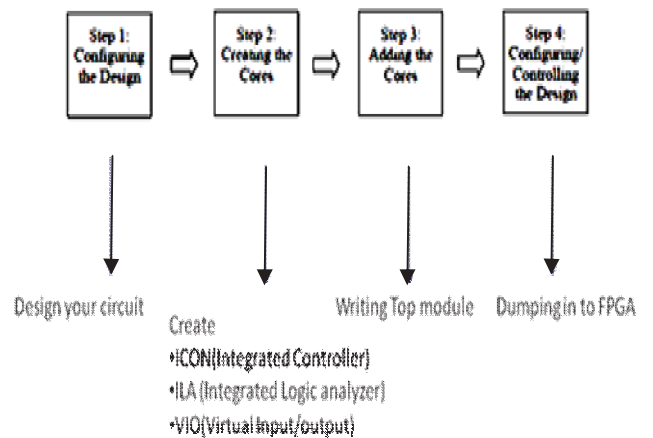 Step 1:
Configuring
the Design
Step 2:
Creating the
Cores
Step 3:
Adding the
Cores
Step 4:
Configuring/
Controlling
the Design
Design your circuit
Create
•ICON(Integrated Controller)
•ILA (Integrated Logic analyzer)
•VIO(Virtual Input/output)
Writing Top module
Dumping in to FPGA